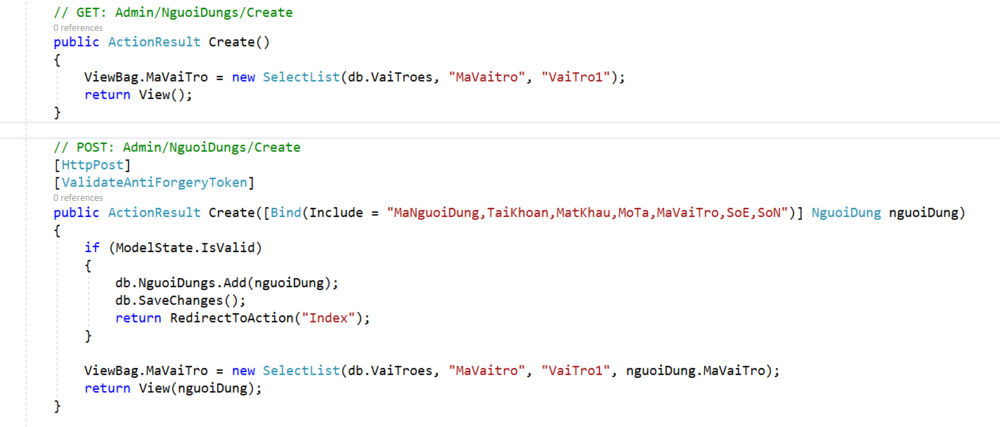 // GET: Admin/NguoiDungs/Create
0 references
public ActionResult Create()
{
ViewBag.MaVaiTro = new SelectList(db.VaiTroes, "MaVaitro", "VaiTro1");
return View();
}
// POST: Admin/NguoiDungs/Create
[HttpPost]
[ValidateAntiForgeryToken]
0 references
public ActionResult Create([Bind(Include = "MaNguoiDung,TaiKhoan,MatKhau,MoTa,MaVaiTro,SoE,SoN")] NguoiDung nguoiDung)
{
if (ModelState.IsValid)
{
db.NguoiDungs.Add(nguoiDung);
db.SaveChanges();
return RedirectToAction("Index");
}
ViewBag.MaVaiTro = new SelectList(db.VaiTroes, "MaVaitro", "VaiTro1", nguoiDung.MaVaiTro);
return View(nguoiDung);
}